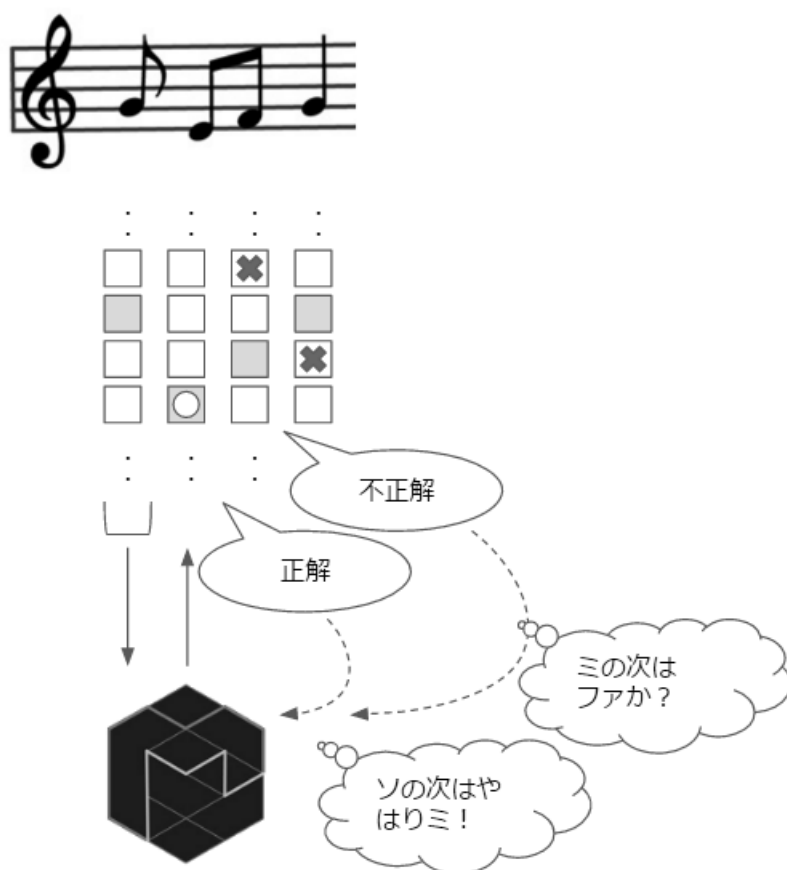 不正解
正解
ミの次は
ファか？
ソの次はや
はりミ！